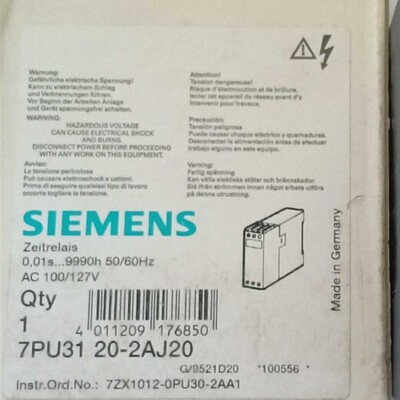 Warnung:
Gefährliche elektrische Spannung!
Kann zu elektrischem Schlag
und Verbrennungen führen.
Vor Beginn der Arbeiten Anlage
und Gerät spannungsfrei schalten.
Attention!
Tension dangereuse!
Risque d'électrocution et de brûlure.
Isoler cet appareil du réseau avant d'y
intervenir pour travaux.
WARNING:
HAZARDOUS VOLTAGE
CAN CAUSE ELECTRICAL SHOCK
AND BURNS.
DISCONNECT POWER BEFORE PROCEEDING
WITH ANY WORK ON THIS EQUIPMENT.
Precaución:
Tensión peligrosa
Puede causar choque eléctrico y quemaduras.
Desconectar la alimentación antes de efectuar
trabajo alguno en este equipo.
Avviso:
La tensione pericolosa
Può causare elettroshock e ustioni.
Prima di eseguire qualsiasi tipo di lavoro
occorre togliere la tensione.
Varning:
Farlig spänning
Kan vålla elektriska stötar och brännskador.
Slå ifrån strömmen innan något arbete utförs
på denna utrustning.
SIEMENS
Zeitrelais
0,01s...9990h 50/60Hz
AC 100/127V
Made in Germany
Qty
1
4 011209 176850
7PU31 20-2AJ20
G/9521D20 *100556*
Instr.Ord.No.: 7ZX1012-0PU30-2AA1